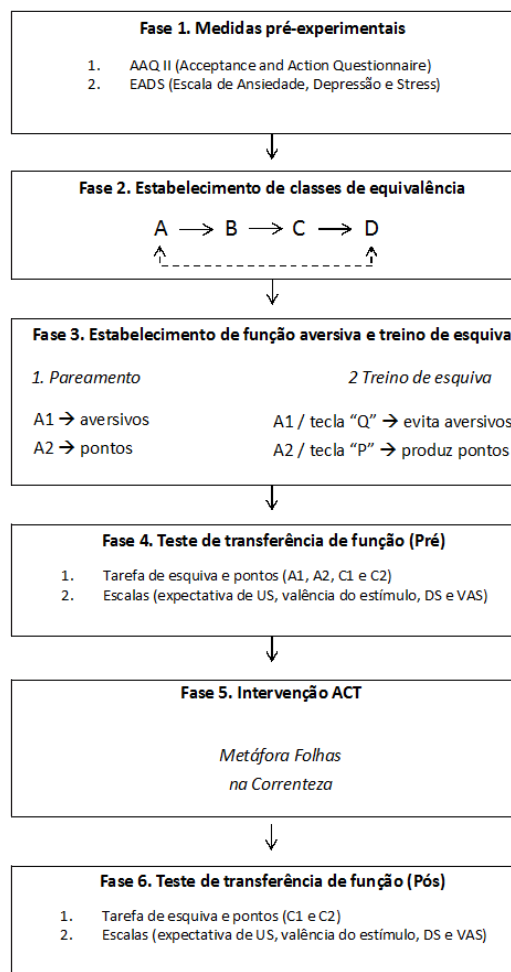 Fase 1. Medidas pré-experimentais
1. AAQ II (Acceptance and Action Questionnaire)
2. EADS (Escala de Ansiedade, Depressão e Stress)
Fase 2. Estabelecimento de classes de equivalência
A → B → C → D
Fase 3. Estabelecimento de função aversiva e treino de esquiva
1. Pareamento
2 Treino de esquiva
A1 → aversivos
A1 / tecla “Q” → evita aversivos
A2 → pontos
A2 / tecla “P” → produz pontos
Fase 4. Teste de transferência de função (Pré)
1. Tarefa de esquiva e pontos (A1, A2, C1 e C2)
2. Escalas (expectativa de US, valência do estímulo, DS e VAS)
Fase 5. Intervenção ACT
Metáfora Folhas
na Correnteza
Fase 6. Teste de transferência de função (Pós)
1. Tarefa de esquiva e pontos (C1 e C2)
2. Escalas (expectativa de US, valência do estímulo, DS e VAS)